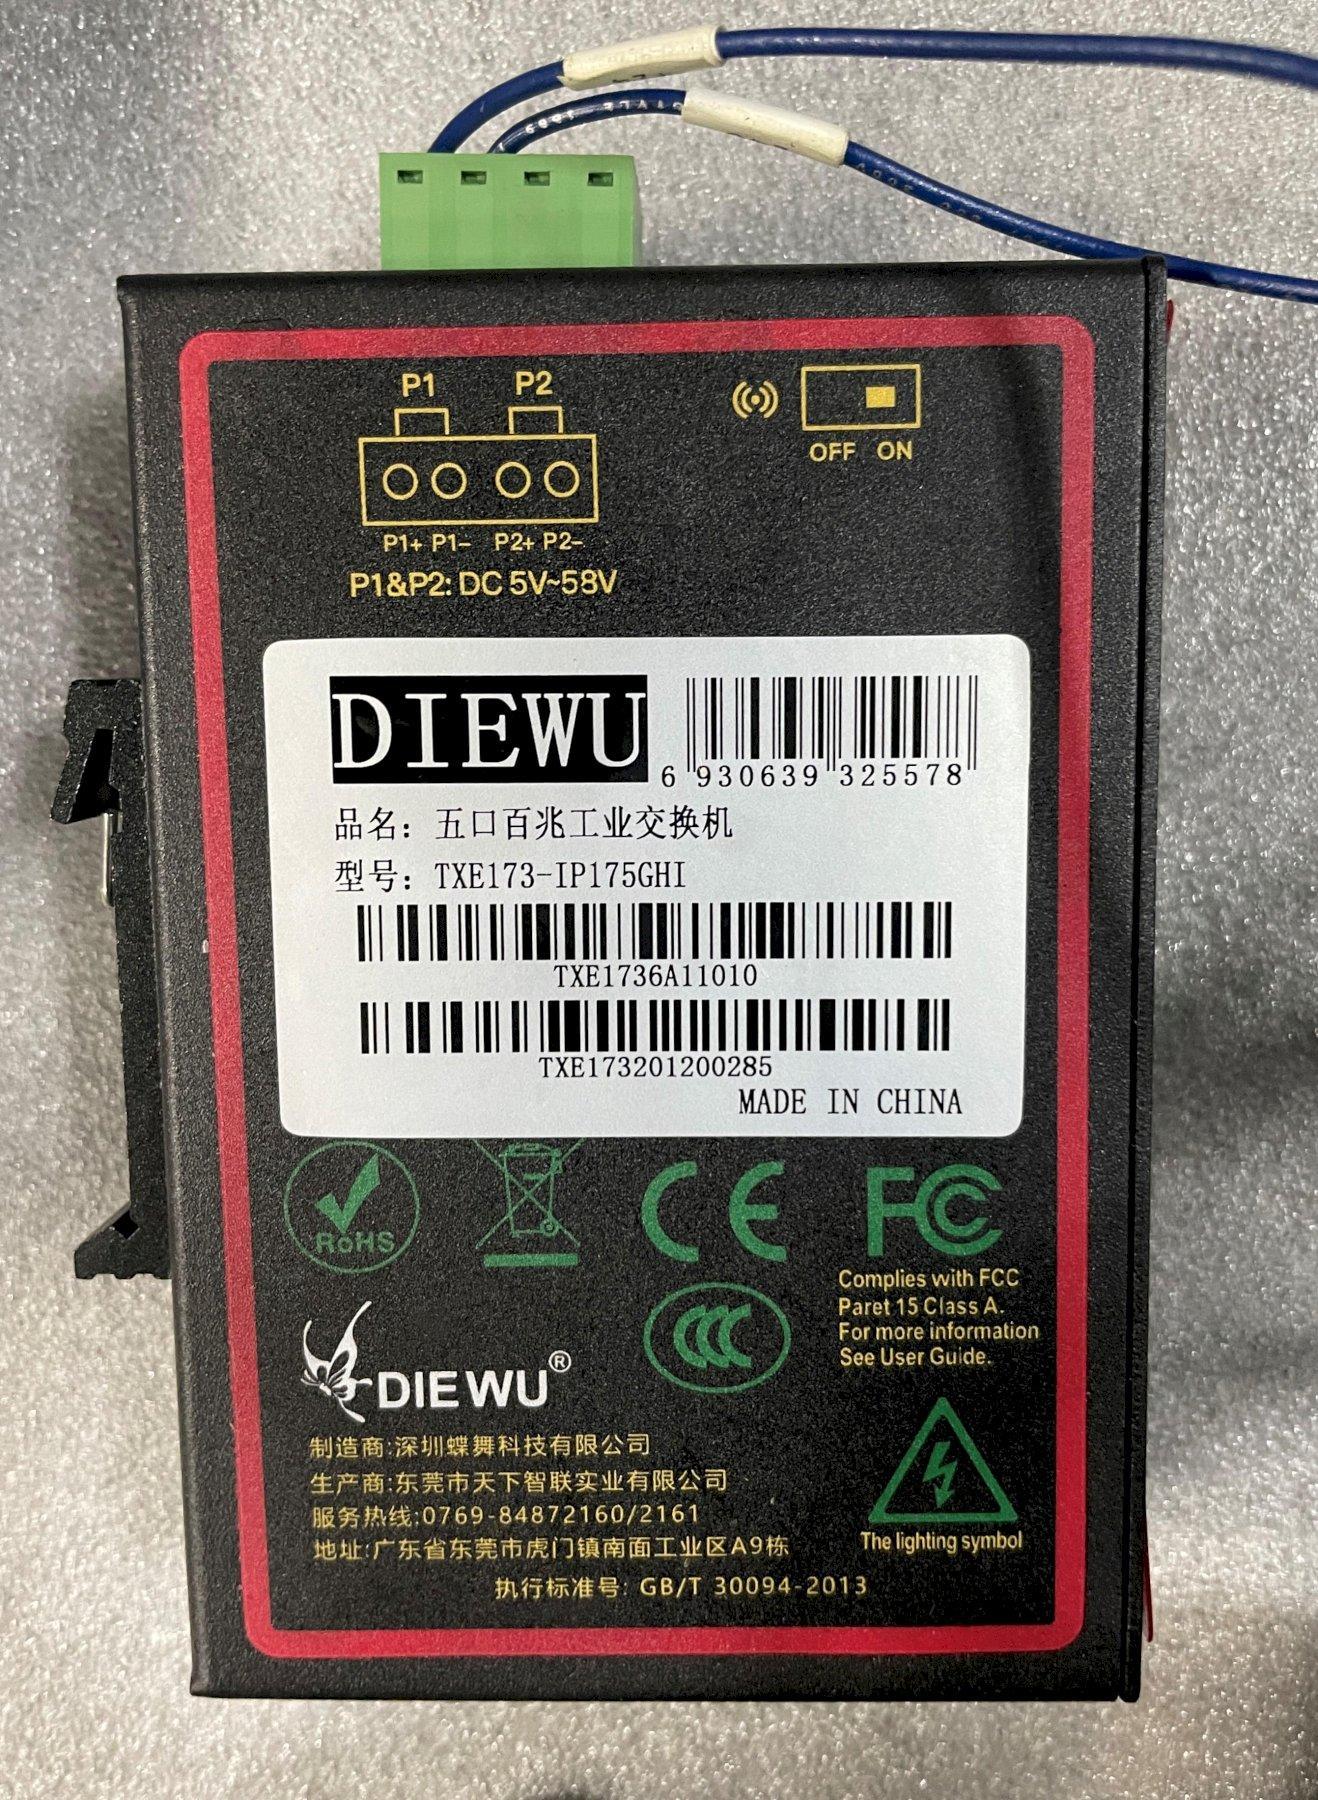 P1 P2
OFF ON
P1+ P1- P2+ P2-
P1&P2: DC 5V~58V
DIEWU
6 930639 325578
品名: 五口百兆工业交换机
型号: TXE173-IP175GHI
TXE1736A11010
TXE173201200285
MADE IN CHINA
RoHS
CE
FC
Complies with FCC
Paret 15 Class A.
For more information
See User Guide.
CCC
DIEWU®
制造商:深圳蝶舞科技有限公司
生产商:东莞市天下智联实业有限公司
服务热线:0769-84872160/2161
地址:广东省东莞市虎门镇南面工业区A9栋
The lighting symbol
执行标准号: GB/T 30094-2013